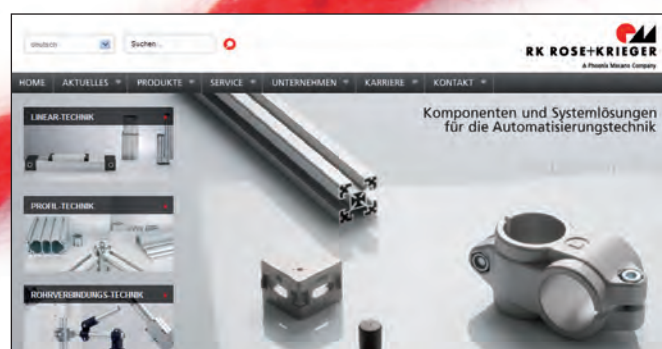 deutsch
Suchen...
RK ROSE+KRIEGER
A Phoenix Mecano Company
HOME AKTUELLES PRODUKTE SERVICE UNTERNEHMEN KARRIERE KONTAKT
LINEAR-TECHNIK
Komponenten und Systemlösungen
für die Automatisierungstechnik
PROFIL-TECHNIK
ROHRVERBINDUNGS-TECHNIK